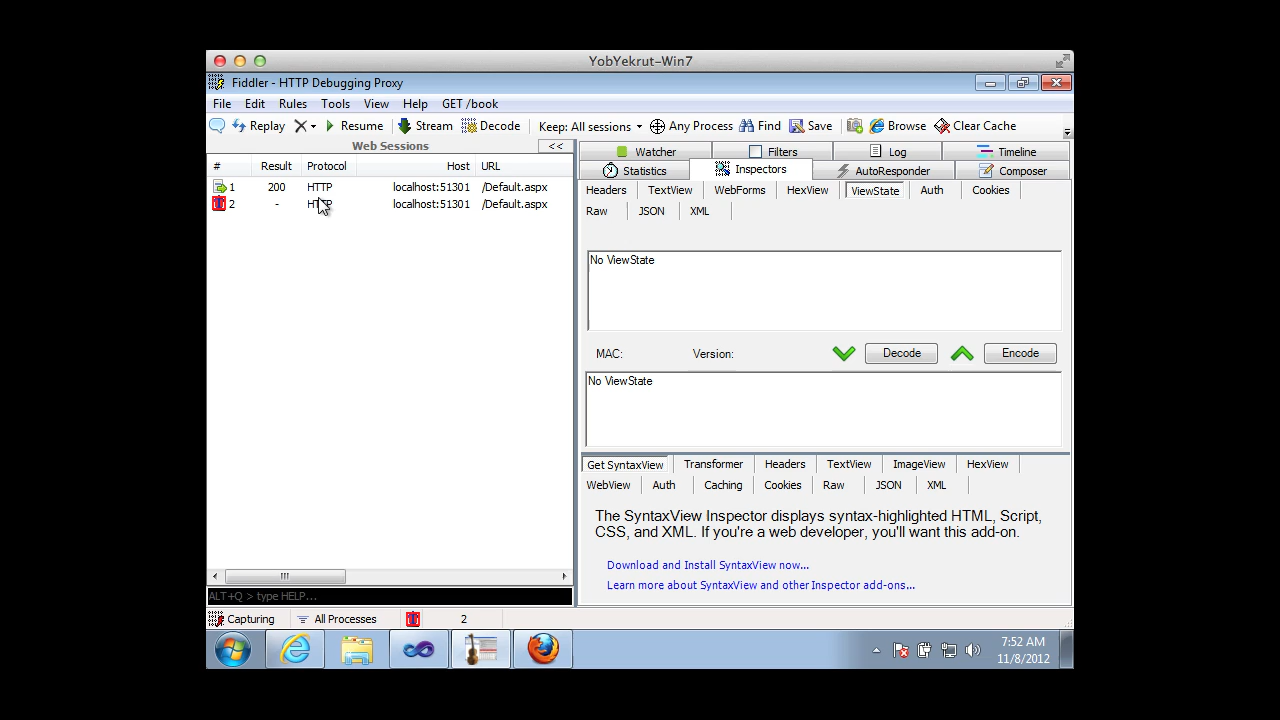 YobYekrut–Win7
Fiddler - HTTP Debugging Proxy
File Edit Rules Tools View Help GET /book
Replay Resume Stream Decode Keep: All sessions Any Process Find Save Browse Clear Cache
Web Sessions <<
# Result Protocol Host URL
1 200 HTTP localhost:51301 /Default.aspx
2 - HTTP localhost:51301 /Default.aspx
ALT+Q > type HELP...
Capturing All Processes 2
Watcher Filters Log Timeline
Statistics Inspectors AutoResponder Composer
Headers TextView WebForms HexView ViewState Auth Cookies
Raw JSON XML
No ViewState
MAC: Version: Decode Encode
No ViewState
Get SyntaxView Transformer Headers TextView ImageView HexView
WebView Auth Caching Cookies Raw JSON XML
The SyntaxView Inspector displays syntax-highlighted HTML, Script,
CSS, and XML. If you're a web developer, you'll want this add-on.
Download and Install SyntaxView now...
Learn more about SyntaxView and other Inspector add-ons...
7:52 AM
11/8/2012